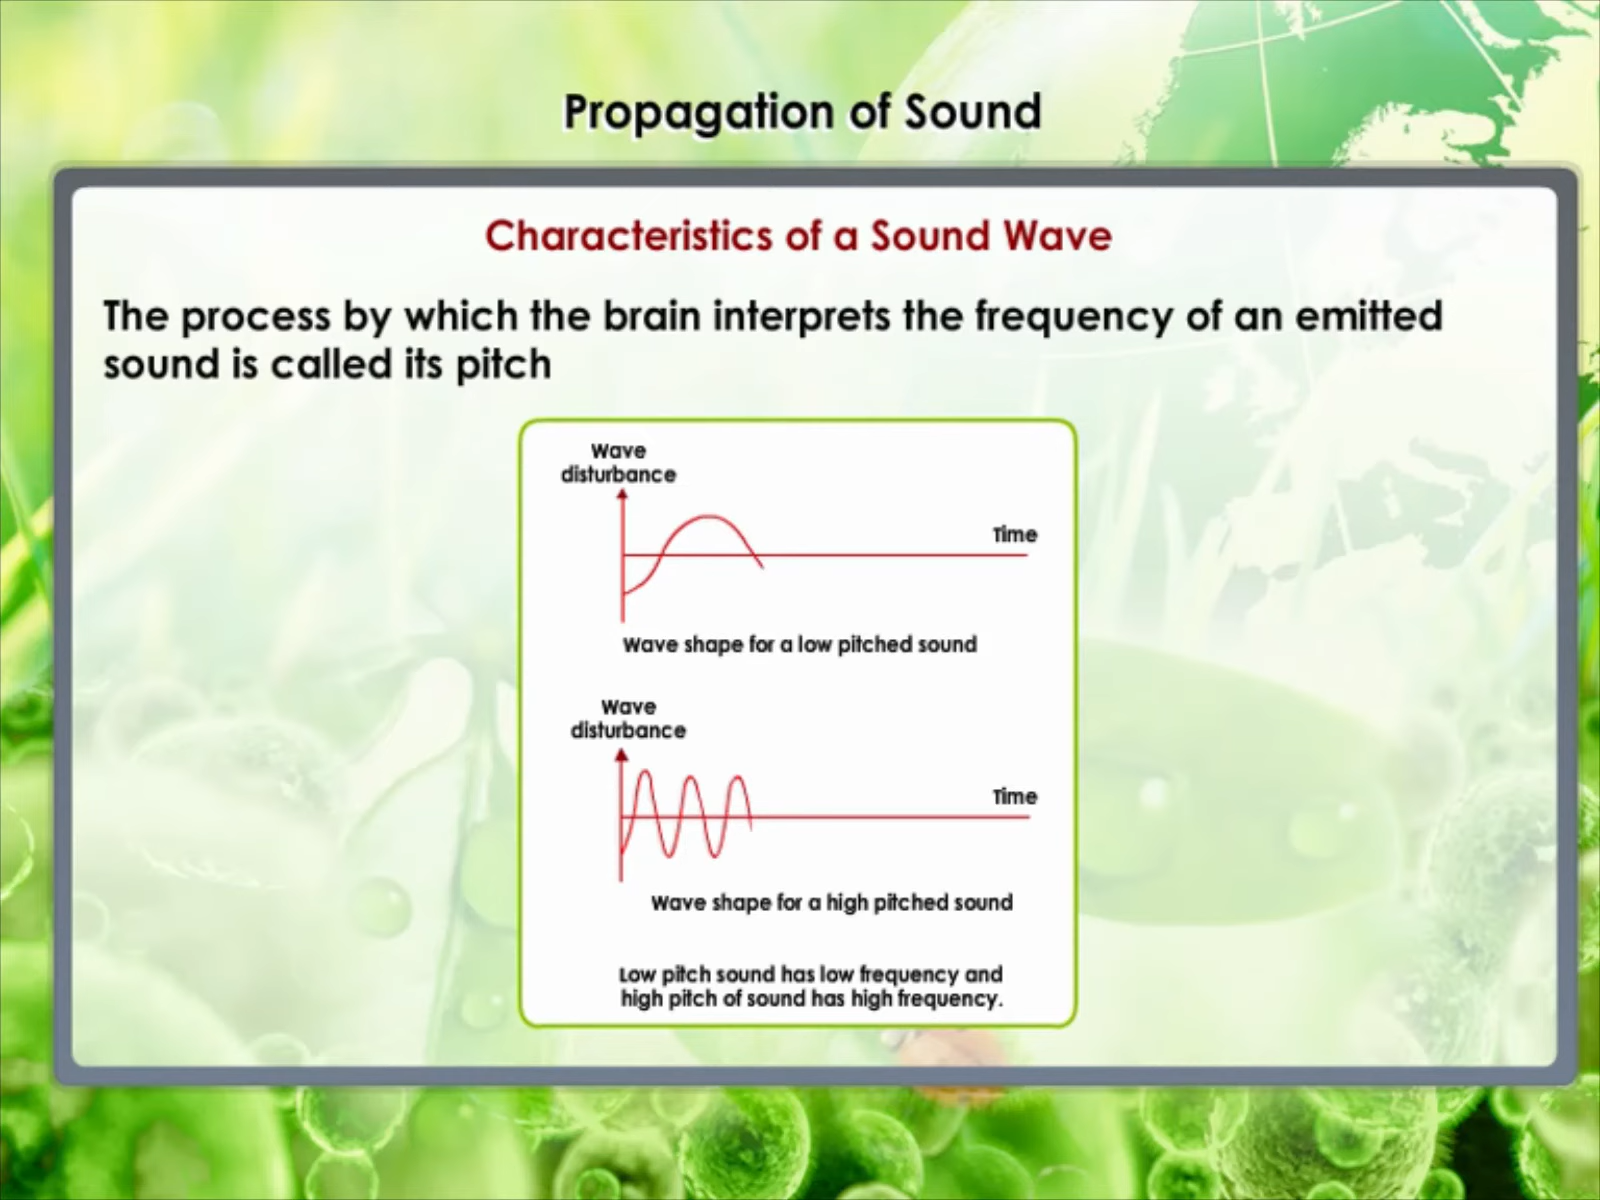 Propagation of Sound
Characteristics of a Sound Wave
The process by which the brain interprets the frequency of an emitted
sound is called its pitch
Wave
disturbance
Time
Wave shape for a low pitched sound
Wave
disturbance
Time
Wave shape for a high pitched sound
Low pitch sound has low frequency and
high pitch of sound has high frequency.